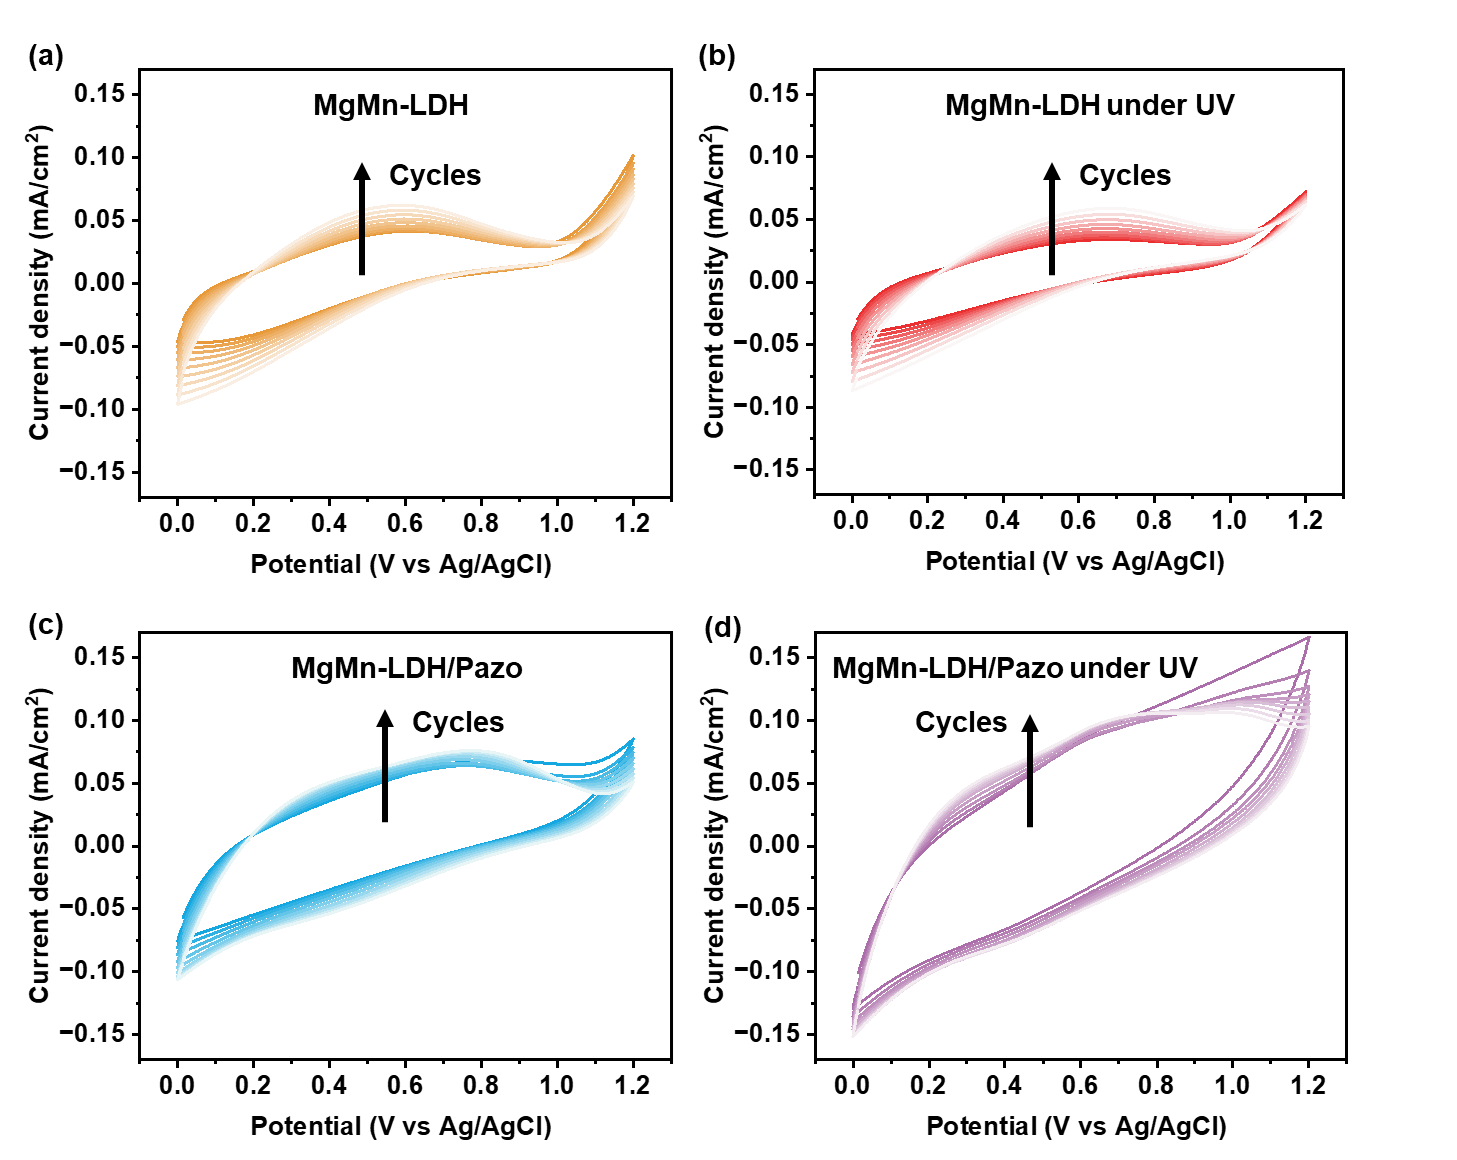 (a)
MgMn-LDH
Cycles
Current density (mA/cm²)
0.15
0.10
0.05
0.00
−0.05
−0.10
−0.15
0.0 0.2 0.4 0.6 0.8 1.0 1.2
Potential (V vs Ag/AgCl)
(b)
MgMn-LDH under UV
Cycles
Current density (mA/cm²)
0.15
0.10
0.05
0.00
−0.05
−0.10
−0.15
0.0 0.2 0.4 0.6 0.8 1.0 1.2
Potential (V vs Ag/AgCl)
(c)
MgMn-LDH/Pazo
Cycles
Current density (mA/cm²)
0.15
0.10
0.05
0.00
−0.05
−0.10
−0.15
0.0 0.2 0.4 0.6 0.8 1.0 1.2
Potential (V vs Ag/AgCl)
(d)
MgMn-LDH/Pazo under UV
Cycles
Current density (mA/cm²)
0.15
0.10
0.05
0.00
−0.05
−0.10
−0.15
0.0 0.2 0.4 0.6 0.8 1.0 1.2
Potential (V vs Ag/AgCl)